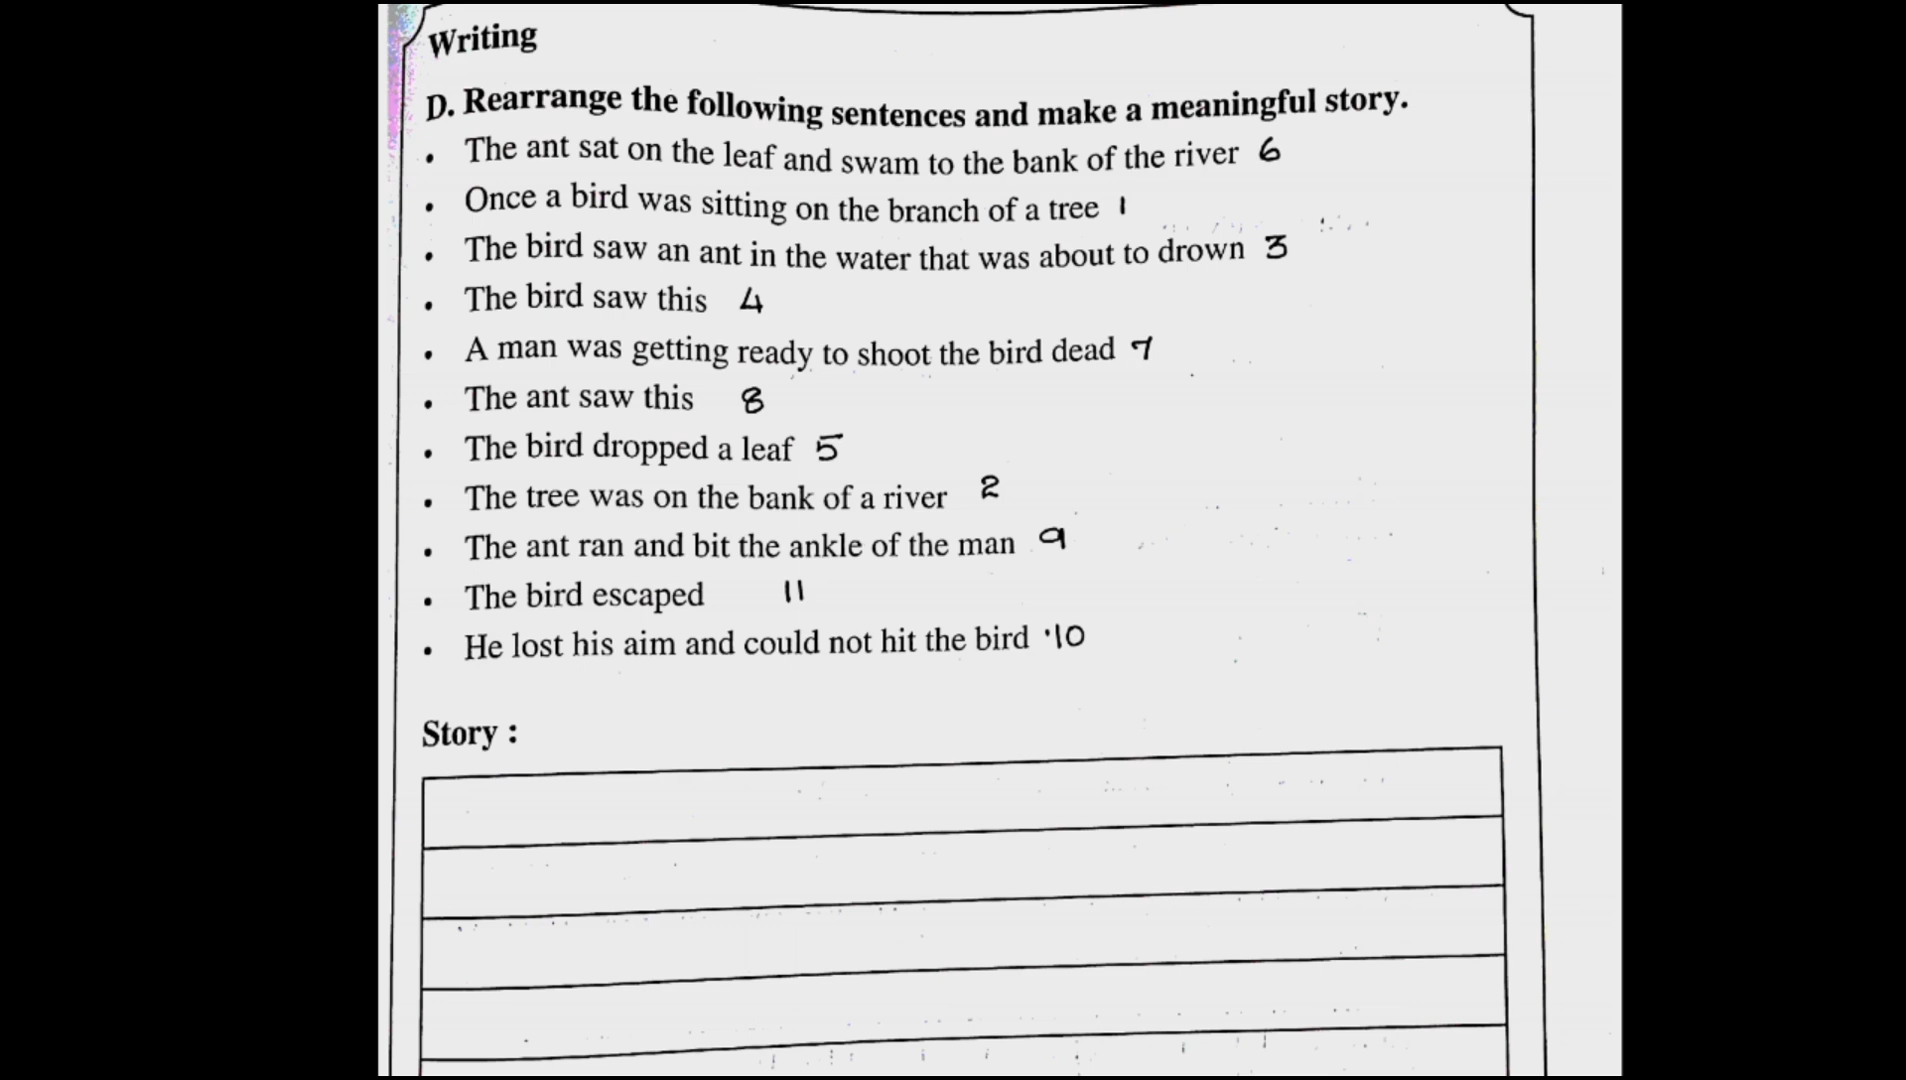 Writing
D. Rearrange the following sentences and make a meaningful story.
• The ant sat on the leaf and swam to the bank of the river 6
• Once a bird was sitting on the branch of a tree 1
• The bird saw an ant in the water that was about to drown 3
• The bird saw this 4
• A man was getting ready to shoot the bird dead 7
• The ant saw this 8
• The bird dropped a leaf 5
• The tree was on the bank of a river 2
• The ant ran and bit the ankle of the man 9
• The bird escaped 11
• He lost his aim and could not hit the bird 10
Story :